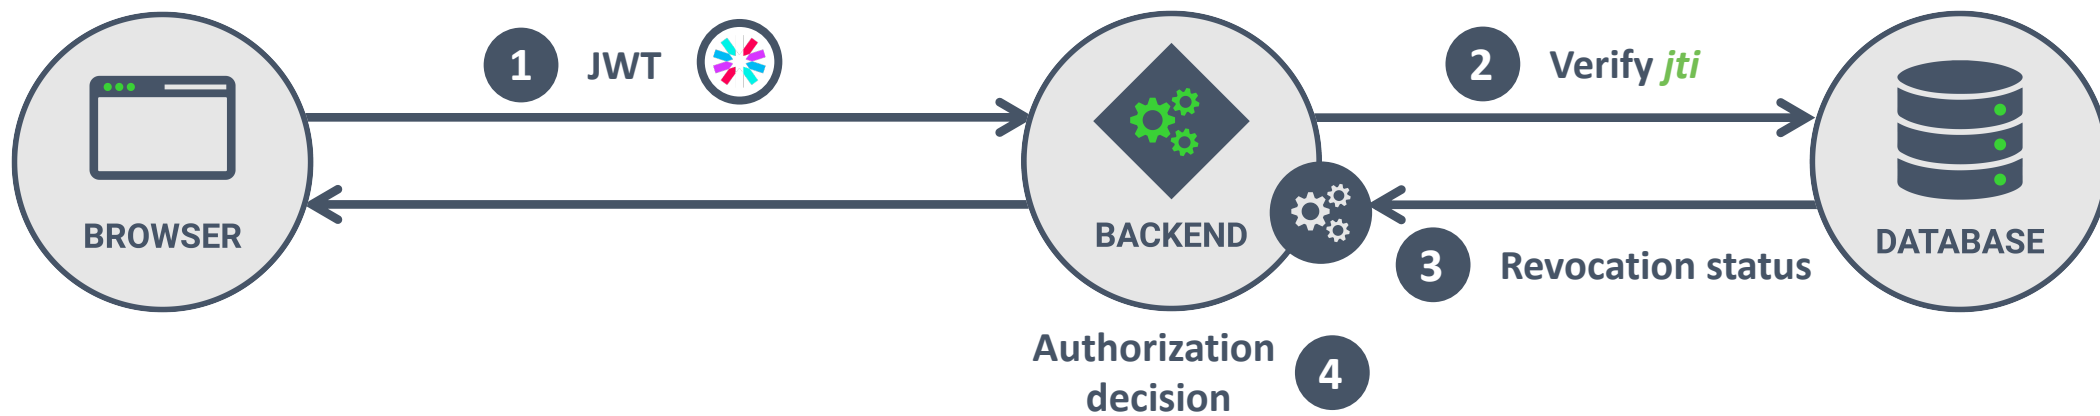 1 JWT
2 Verify jti
BROWSER
BACKEND
DATABASE
3 Revocation status
Authorization
decision
4